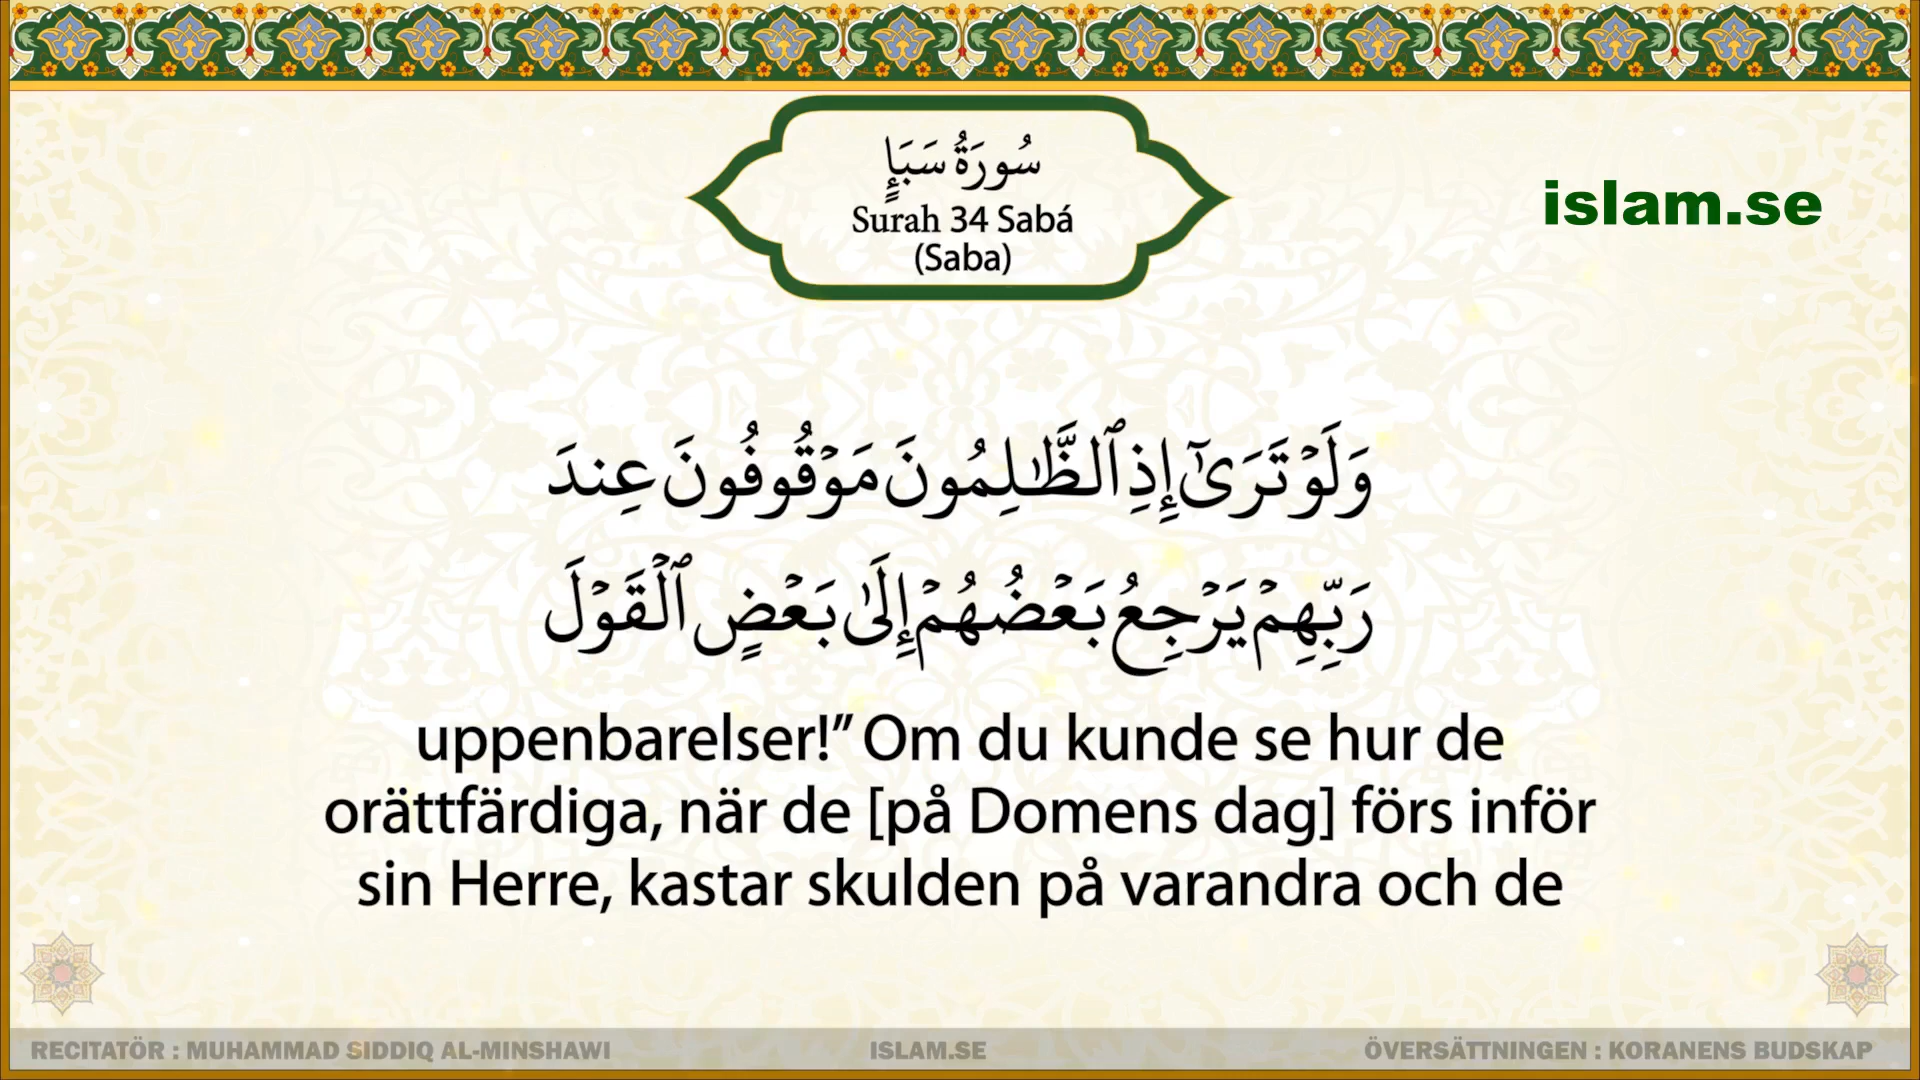 سُورَةُ سَبَإٍ
Surah 34 Sabá
(Saba)
islam.se
وَلَوْ تَرَىٰٓ إِذِ ٱلظَّـٰلِمُونَ مَوْقُوفُونَ عِندَ
رَبِّهِمْ يَرْجِعُ بَعْضُهُمْ إِلَىٰ بَعْضٍ ٱلْقَوْلَ
uppenbarelser!” Om du kunde se hur de
orättfärdiga, när de [på Domens dag] förs inför
sin Herre, kastar skulden på varandra och de
RECITATÖR : MUHAMMAD SIDDIQ AL-MINSHAWI
ISLAM.SE
ÖVERSÄTTNINGEN : KORANENS BUDSKAP